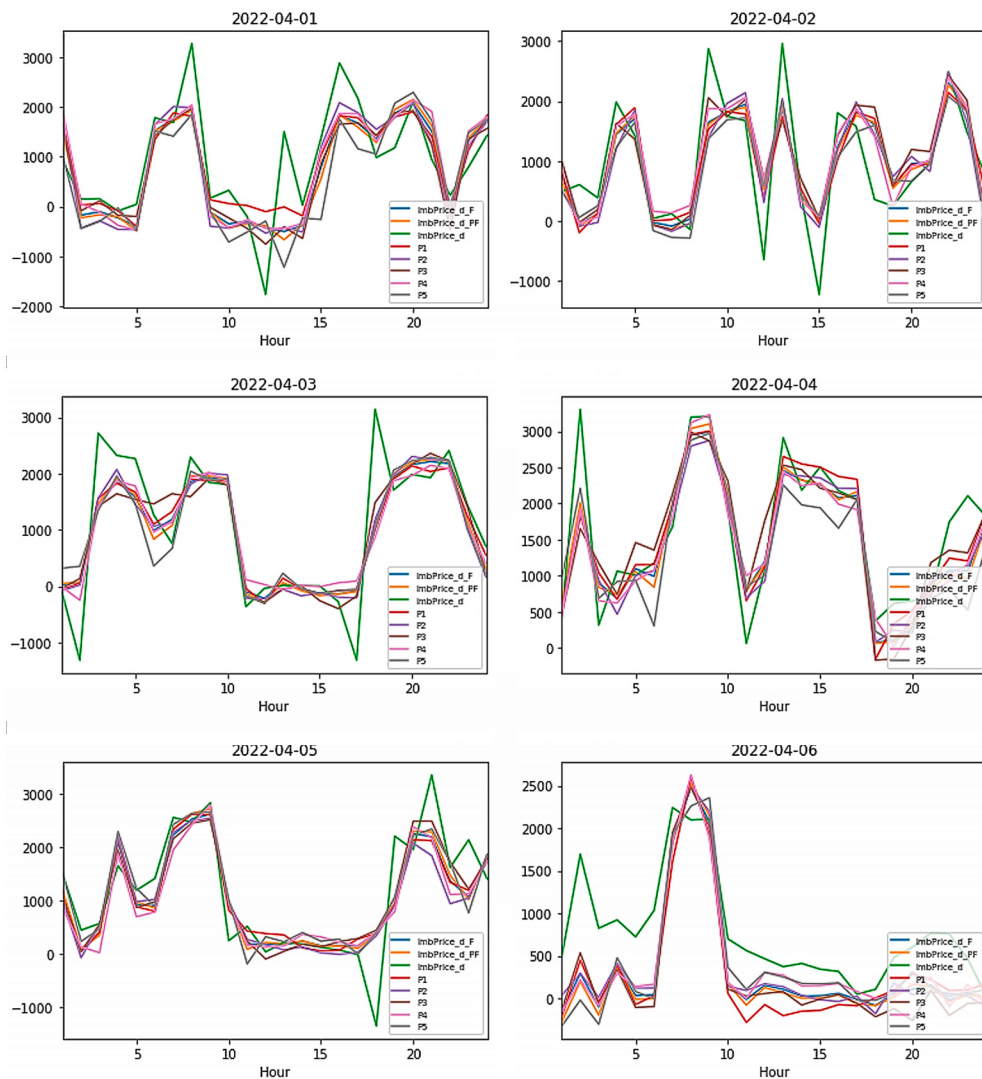 2022-04-01
3000
2000
1000
0
−1000
−2000
ImbPrice_d_F
ImbPrice_d_PF
ImbPrice_d
P1
P2
P3
P4
P5
5
10
15
20
Hour
2022-04-02
3000
2000
1000
0
−1000
ImbPrice_d_F
ImbPrice_d_PF
ImbPrice_d
P1
P2
P3
P4
P5
5
10
15
20
Hour
2022-04-03
3000
2000
1000
0
−1000
ImbPrice_d_F
ImbPrice_d_PF
ImbPrice_d
P1
P2
P3
P4
P5
5
10
15
20
Hour
2022-04-04
3000
2500
2000
1500
1000
500
0
ImbPrice_d_F
ImbPrice_d_PF
ImbPrice_d
P1
P2
P3
P4
P5
5
10
15
20
Hour
2022-04-05
3000
2000
1000
0
−1000
ImbPrice_d_F
ImbPrice_d_PF
ImbPrice_d
P1
P2
P3
P4
P5
5
10
15
20
Hour
2022-04-06
2500
2000
1500
1000
500
0
ImbPrice_d_F
ImbPrice_d_PF
ImbPrice_d
P1
P2
P3
P4
P5
5
10
15
20
Hour